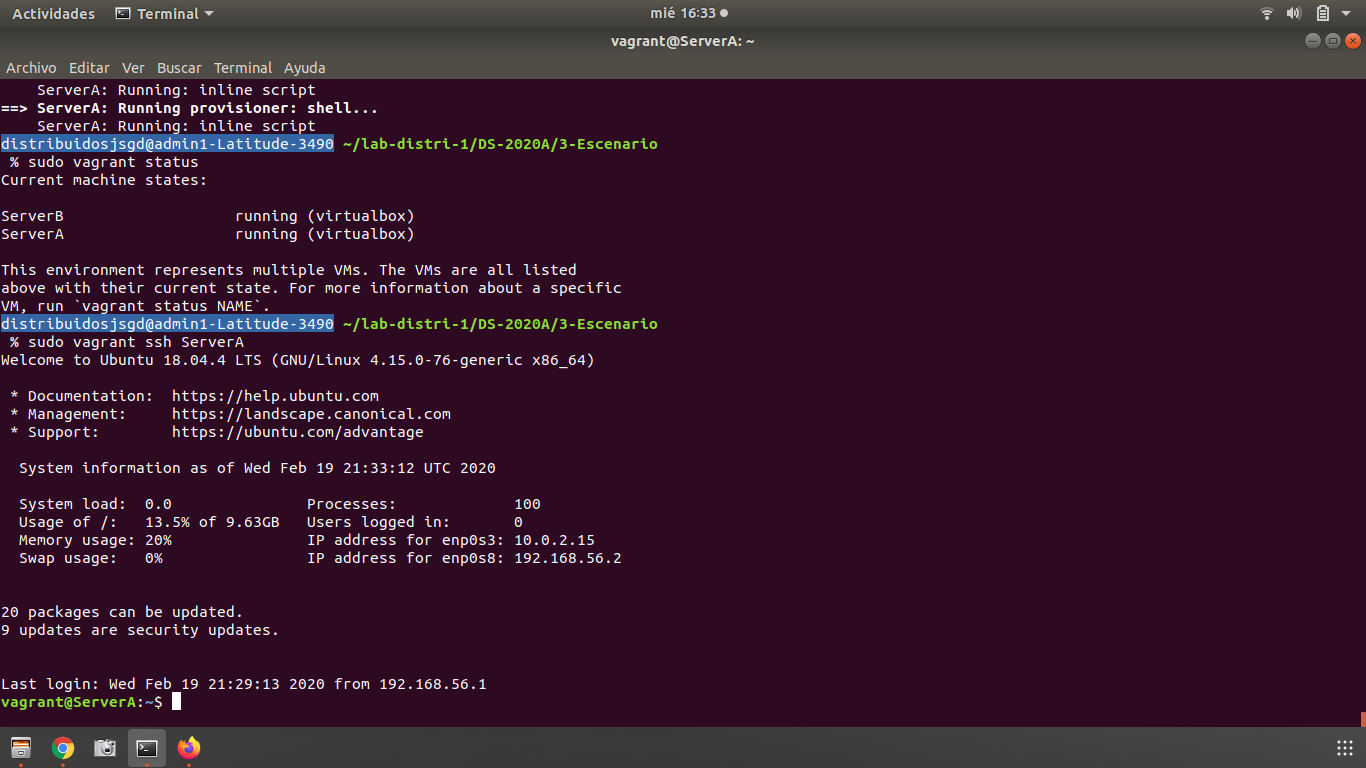 Actividades Terminal mié 16:33
vagrant@ServerA: ~
Archivo Editar Ver Buscar Terminal Ayuda
    ServerA: Running: inline script
==> ServerA: Running provisioner: shell...
    ServerA: Running: inline script
distribuidosjsgd@admin1-Latitude-3490 ~/lab-distri-1/DS-2020A/3-Escenario
 % sudo vagrant status
Current machine states:
ServerB                   running (virtualbox)
ServerA                   running (virtualbox)
This environment represents multiple VMs. The VMs are all listed
above with their current state. For more information about a specific
VM, run `vagrant status NAME`.
distribuidosjsgd@admin1-Latitude-3490 ~/lab-distri-1/DS-2020A/3-Escenario
 % sudo vagrant ssh ServerA
Welcome to Ubuntu 18.04.4 LTS (GNU/Linux 4.15.0-76-generic x86_64)
 * Documentation:  https://help.ubuntu.com
 * Management:     https://landscape.canonical.com
 * Support:        https://ubuntu.com/advantage
  System information as of Wed Feb 19 21:33:12 UTC 2020
  System load:  0.0               Processes:             100
  Usage of /:   13.5% of 9.63GB   Users logged in:       0
  Memory usage: 20%               IP address for enp0s3: 10.0.2.15
  Swap usage:   0%                IP address for enp0s8: 192.168.56.2
20 packages can be updated.
9 updates are security updates.
Last login: Wed Feb 19 21:29:13 2020 from 192.168.56.1
vagrant@ServerA:~$